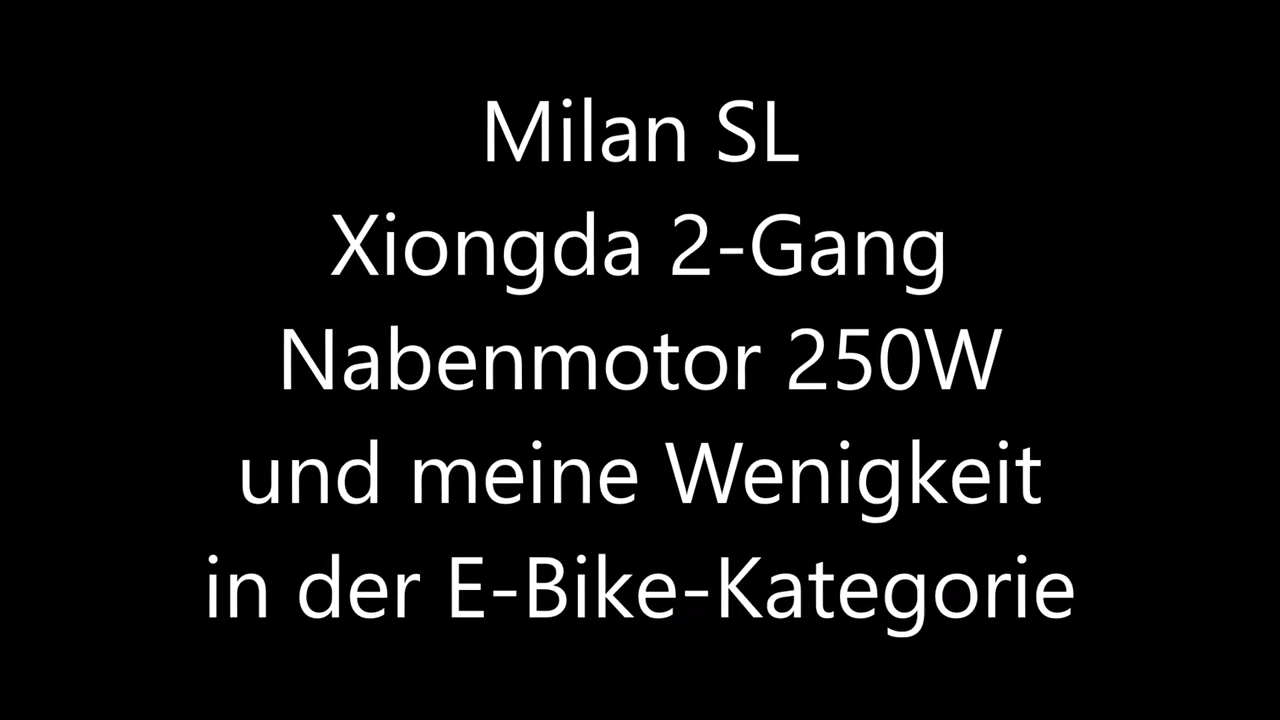 Milan SL
Xiongda 2-Gang
Nabenmotor 250W
und meine Wenigkeit
in der E-Bike-Kategorie